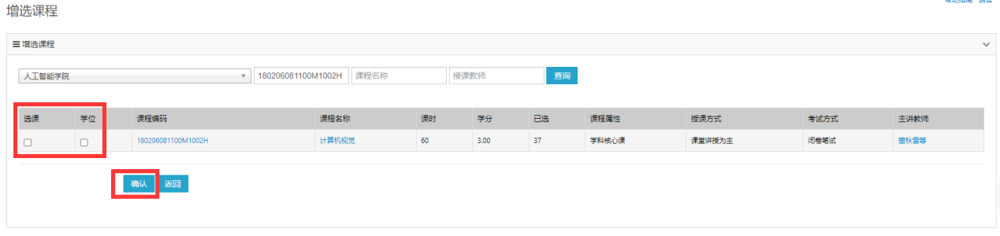 增选课程
增选课程
人工智能学院 180206081100M1002H 课程名称 授课教师 查询
选课 学位 课程编码 课程名称 课时 学分 已选 课程属性 授课方式 考试方式 主讲教师
180206081100M1002H 计算机视觉 60 3.00 37 学科核心课 课堂讲授为主 闭卷笔试 董秋雷等
确认 返回